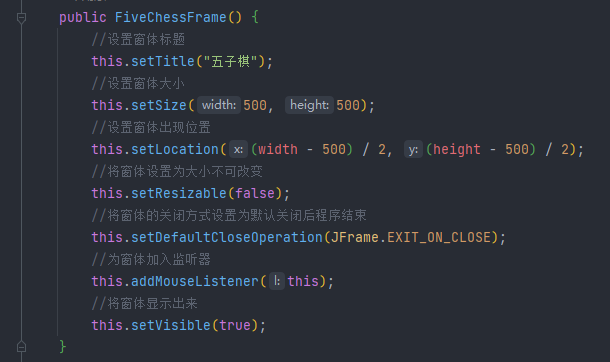 public FiveChessFrame() {
//设置窗体标题
this.setTitle("五子棋");
//设置窗体大小
this.setSize( width: 500, height: 500);
//设置窗体出现位置
this.setLocation( x: (width - 500) / 2, y: (height - 500) / 2);
//将窗体设置为大小不可改变
this.setResizable(false);
//将窗体的关闭方式设置为默认关闭后程序结束
this.setDefaultCloseOperation(JFrame.EXIT_ON_CLOSE);
//为窗体加入监听器
this.addMouseListener( l: this);
//将窗体显示出来
this.setVisible(true);
}